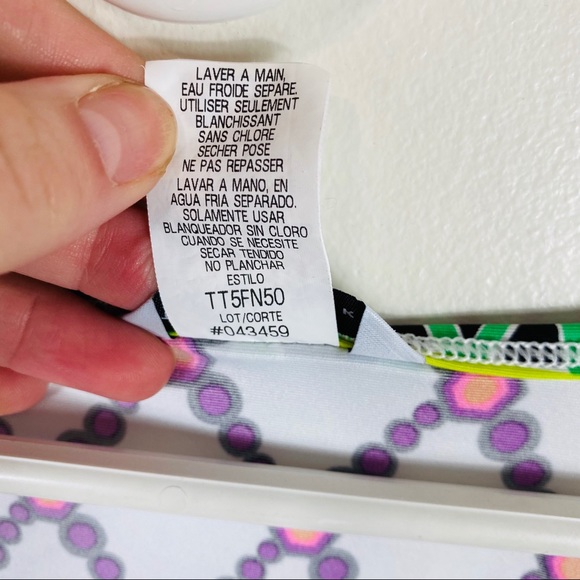 LAVER A MAIN,
EAU FROIDE SEPARE.
UTILISER SEULEMENT
BLANCHISSANT
SANS CHLORE
SECHER POSE
NE PAS REPASSER
LAVAR A MANO, EN
AGUA FRIA SEPARADO.
SOLAMENTE USAR
BLANQUEADOR SIN CLORO
CUANDO SE NECESITE
SECAR TENDIDO
NO PLANCHAR
ESTILO
TT5FN50
LOT/CORTE
#043459